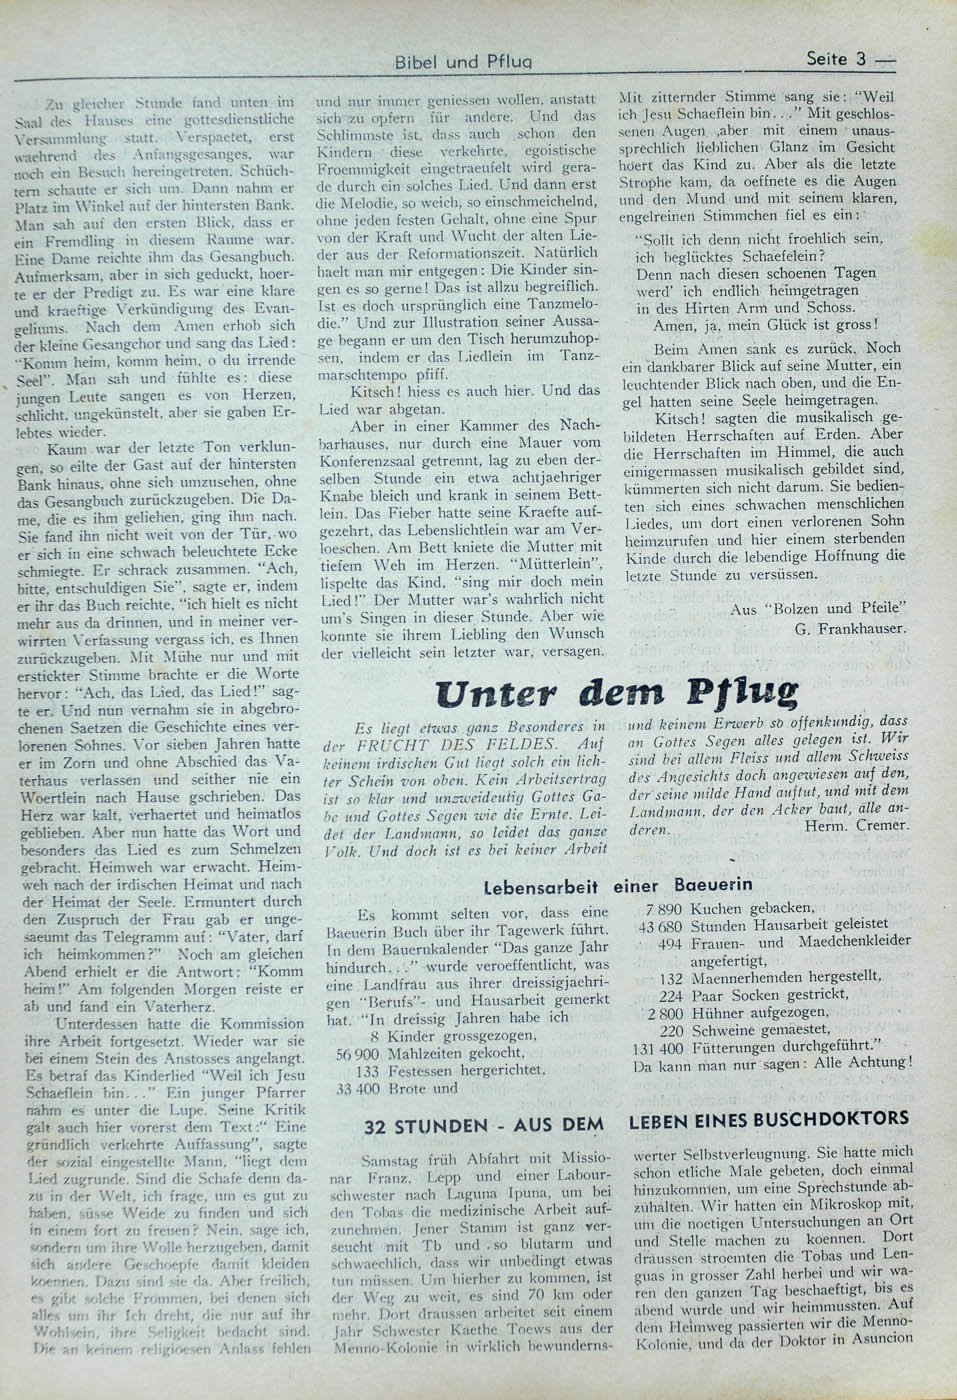 Bibel und Pflug
Seite 3 —
Zu gleicher Stunde fand unten im
Saal des Hauses eine gottesdienstliche
Versammlung statt. Verspaetet, erst
waehrend des Anfangsgesanges, war
noch ein Besuch hereingetreten. Schüch-
tern schaute er sich um. Dann nahm er
Platz im Winkel auf der hintersten Bank.
Man sah auf den ersten Blick, dass er
ein Fremdling in diesem Raume war.
Eine Dame reichte ihm das Gesangbuch.
Aufmerksam, aber in sich geduckt, hoer-
te er der Predigt zu. Es war eine klare
und kraeftige Verkündigung des Evan-
geliums. Nach dem Amen erhob sich
der kleine Gesangchor und sang das Lied:
"Komm heim, komm heim, o du irrende
Seel". Man sah und fühlte es: diese
jungen Leute sangen es von Herzen,
schlicht, ungekünstelt, aber sie gaben Er-
lebtes wieder.
Kaum war der letzte Ton verklun-
gen, so eilte der Gast auf der hintersten
Bank hinaus, ohne sich umzusehen, ohne
das Gesangbuch zurückzugeben. Die Da-
me, die es ihm geliehen, ging ihm nach.
Sie fand ihn nicht weit von der Tür, wo
er sich in eine schwach beleuchtete Ecke
schmiegte. Er schrack zusammen. "Ach,
bitte, entschuldigen Sie", sagte er, indem
er ihr das Buch reichte, "ich hielt es nicht
mehr aus da drinnen, und in meiner ver-
wirrten Verfassung vergass ich, es Ihnen
zurückzugeben. Mit Mühe nur und mit
erstickter Stimme brachte er die Worte
hervor: "Ach, das Lied, das Lied!" sag-
te er. Und nun vernahm sie in abgebro-
chenen Saetzen die Geschichte eines ver-
lorenen Sohnes. Vor sieben Jahren hatte
er im Zorn und ohne Abschied das Va-
terhaus verlassen und seither nie ein
Woertlein nach Hause gschrieben. Das
Herz war kalt, verhaertet und heimatlos
geblieben. Aber nun hatte das Wort und
besonders das Lied es zum Schmelzen
gebracht. Heimweh war erwacht. Heim-
weh nach der irdischen Heimat und nach
der Heimat der Seele. Ermuntert durch
den Zuspruch der Frau gab er unge-
saeumt das Telegramm auf: "Vater, darf
ich heimkommen?" Noch am gleichen
Abend erhielt er die Antwort: "Komm
heim!" Am folgenden Morgen reiste er
ab und fand ein Vaterherz.
Unterdessen hatte die Kommission
ihre Arbeit fortgesetzt. Wieder war sie
bei einem Stein des Anstosses angelangt.
Es betraf das Kinderlied "Weil ich Jesu
Schaeflein bin..." Ein junger Pfarrer
nahm es unter die Lupe. Seine Kritik
galt auch hier vorerst dem Text:" Eine
gründlich verkehrte Auffassung", sagte
der sozial eingestellte Mann, "liegt dem
Lied zugrunde. Sind die Schafe denn da-
zu in der Welt, ich frage, um es gut zu
haben, süsse Weide zu finden und sich
in einem fort zu freuen? Nein, sage ich,
sondern um ihre Wolle herzugeben, damit
sich andere Geschoepfe damit kleiden
koennen. Dazu sind sie da. Aber freilich,
es gibt solche Frommen, bei denen sich
alles um ihr Ich dreht, die nur auf ihr
Wohlsein, ihre Seligkeit bedacht sind.
Die an keinem religioesen Anlass fehlen
und nur immer geniessen wollen, anstatt
sich zu opfern für andere. Und das
Schlimmste ist, dass auch schon den
Kindern diese verkehrte, egoistische
Froemmigkeit eingetraeufelt wird gera-
de durch ein solches Lied. Und dann erst
die Melodie, so weich, so einschmeichelnd,
ohne jeden festen Gehalt, ohne eine Spur
von der Kraft und Wucht der alten Lie-
der aus der Reformationszeit. Natürlich
haelt man mir entgegen: Die Kinder sin-
gen es so gerne! Das ist allzu begreiflich.
Ist es doch ursprünglich eine Tanzmelo-
die." Und zur Illustration seiner Aussa-
ge begann er um den Tisch herumzuhop-
sen, indem er das Liedlein im Tanz-
marschtempo pfiff.
Kitsch! hiess es auch hier. Und das
Lied war abgetan.
Aber in einer Kammer des Nach-
barhauses, nur durch eine Mauer vom
Konferenzsaal getrennt, lag zu eben der-
selben Stunde ein etwa achtjaehriger
Knabe bleich und krank in seinem Bett-
lein. Das Fieber hatte seine Kraefte auf-
gezehrt, das Lebenslichtlein war am Ver-
loeschen. Am Bett kniete die Mutter mit
tiefem Weh im Herzen. "Mütterlein",
lispelte das Kind, "sing mir doch mein
Lied!" Der Mutter war's wahrlich nicht
um's Singen in dieser Stunde. Aber wie
konnte sie ihrem Liebling den Wunsch
der vielleicht sein letzter war, versagen.
Mit zitternder Stimme sang sie: "Weil
ich Jesu Schaeflein bin..." Mit geschlos-
senen Augen ,aber mit einem unaus-
sprechlich lieblichen Glanz im Gesicht
hoert das Kind zu. Aber als die letzte
Strophe kam, da oeffnete es die Augen
und den Mund und mit seinem klaren,
engelreinen Stimmchen fiel es ein:
"Sollt ich denn nicht froehlich sein,
ich beglücktes Schaefelein?
Denn nach diesen schoenen Tagen
werd' ich endlich heimgetragen
in des Hirten Arm und Schoss.
Amen, ja, mein Glück ist gross!
Beim Amen sank es zurück. Noch
ein dankbarer Blick auf seine Mutter, ein
leuchtender Blick nach oben, und die En-
gel hatten seine Seele heimgetragen.
Kitsch! sagten die musikalisch ge-
bildeten Herrschaften auf Erden. Aber
die Herrschaften im Himmel, die auch
einigermassen musikalisch gebildet sind,
kümmerten sich nicht darum. Sie bedien-
ten sich eines schwachen menschlichen
Liedes, um dort einen verlorenen Sohn
heimzurufen und hier einem sterbenden
Kinde durch die lebendige Hoffnung die
letzte Stunde zu versüssen.
Aus "Bolzen und Pfeile"
G. Frankhauser.
Unter dem Pflug
Es liegt etwas ganz Besonderes in
der FRUCHT DES FELDES. Auf
keinem irdischen Gut liegt solch ein lich-
ter Schein von oben. Kein Arbeitsertrag
ist so klar und unzweideutig Gottes Ga-
be und Gottes Segen wie die Ernte. Lei-
det der Landmann, so leidet das ganze
Volk. Und doch ist es bei keiner Arbeit
und keinem Erwerb so offenkundig, dass
an Gottes Segen alles gelegen ist. Wir
sind bei allem Fleiss und allem Schweiss
des Angesichts doch angewiesen auf den,
der seine milde Hand auftut, und mit dem
Landmann, der den Acker baut, alle an-
deren. Herm. Cremer.
Lebensarbeit einer Baeuerin
Es kommt selten vor, dass eine
Baeuerin Buch über ihr Tagewerk führt.
In dem Bauernkalender "Das ganze Jahr
hindurch..." wurde veroeffentlicht, was
eine Landfrau aus ihrer dreissigjaehri-
gen "Berufs"- und Hausarbeit gemerkt
hat. "In dreissig Jahren habe ich
8 Kinder grossgezogen,
56 900 Mahlzeiten gekocht,
133 Festessen hergerichtet,
33 400 Brote und
7 890 Kuchen gebacken,
43 680 Stunden Hausarbeit geleistet
494 Frauen- und Maedchenkleider
angefertigt,
132 Maennerhemden hergestellt,
224 Paar Socken gestrickt,
2 800 Hühner aufgezogen,
220 Schweine gemaestet,
131 400 Fütterungen durchgeführt."
Da kann man nur sagen: Alle Achtung!
32 STUNDEN - AUS DEM LEBEN EINES BUSCHDOKTORS
Samstag früh Abfahrt mit Missio-
nar Franz, Lepp und einer Labour-
schwester nach Laguna Ipuna, um bei
den Tobas die medizinische Arbeit auf-
zunehmen. Jener Stamm ist ganz ver-
seucht mit Tb und so blutarm und
schwaechlich, dass wir unbedingt etwas
tun müssen. Um hierher zu kommen, ist
der Weg zu weit, es sind 70 km oder
mehr. Dort draussen arbeitet seit einem
Jahr Schwester Kaethe Toews aus der
Menno-Kolonie in wirklich bewunderns-
werter Selbstverleugnung. Sie hatte mich
schon etliche Male gebeten, doch einmal
hinzukommen, um eine Sprechstunde ab-
zuhalten. Wir hatten ein Mikroskop mit,
um die noetigen Untersuchungen an Ort
und Stelle machen zu koennen. Dort
draussen stroemten die Tobas und Len-
guas in grosser Zahl herbei und wir wa-
ren den ganzen Tag beschaeftigt, bis es
abend wurde und wir heimmussten. Auf
dem Heimweg passierten wir die Menno-
Kolonie, und da der Doktor in Asuncion